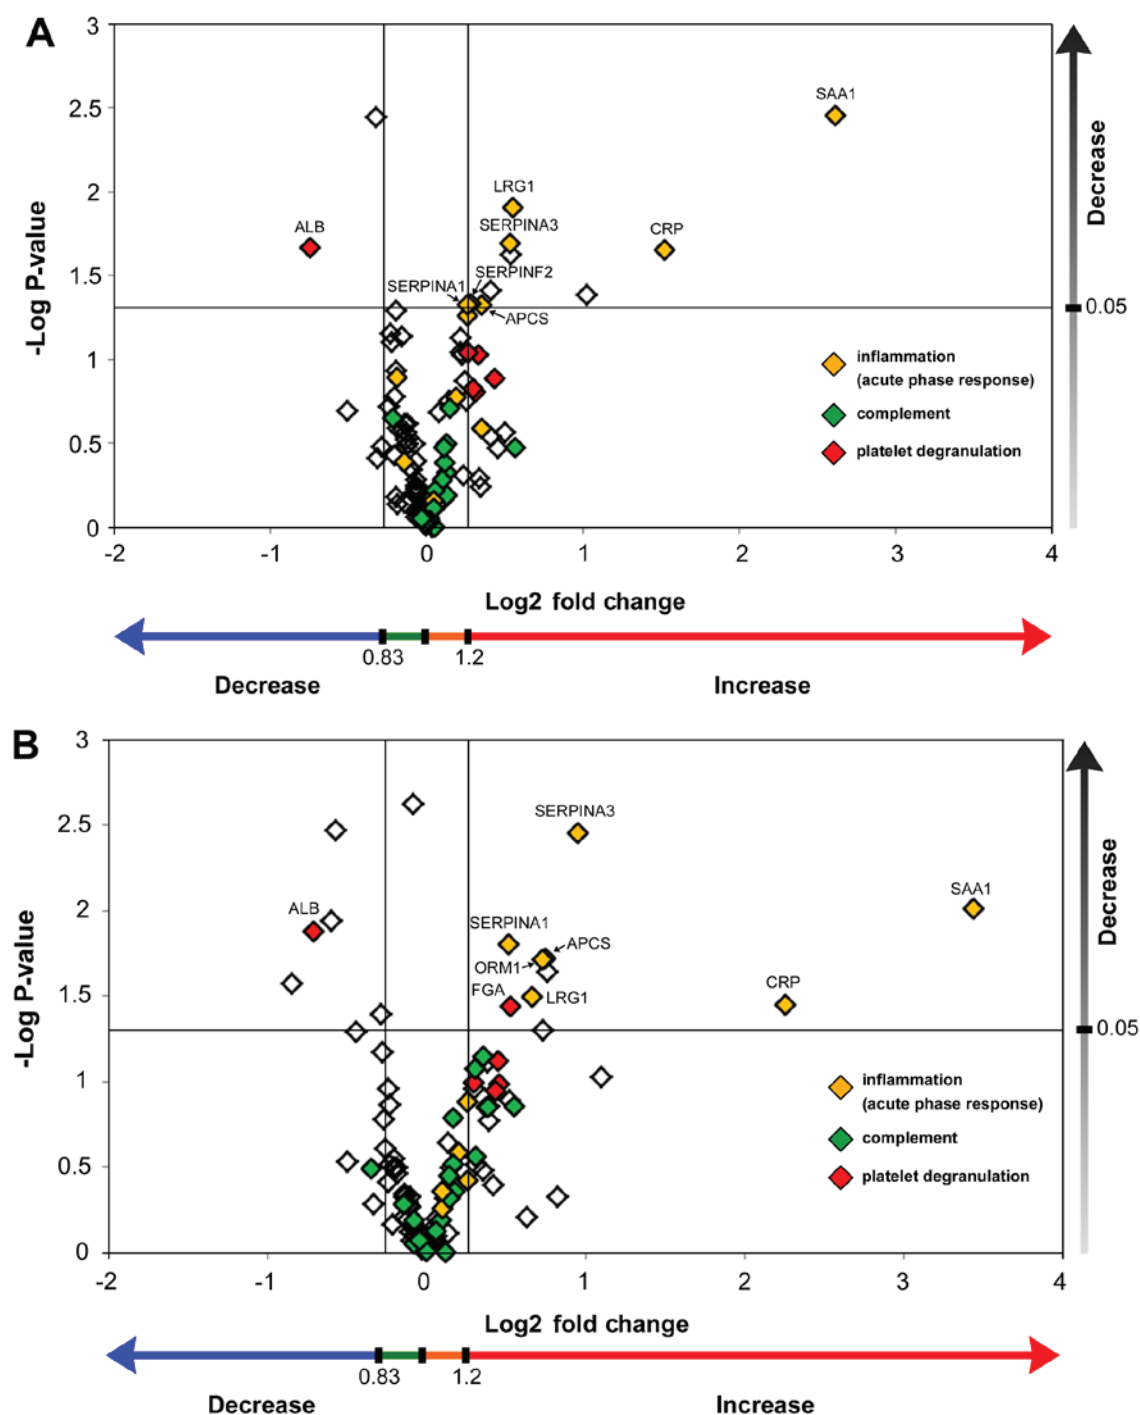 A
3
2.5
2
1.5
1
0.5
0
-Log P-value
SAA1
LRG1
SERPINA3
CRP
ALB
SERPINF2
SERPINA1
APCS
Decrease
0.05
inflammation
(acute phase response)
complement
platelet degranulation
-2 -1 0 1 2 3 4
Log2 fold change
0.83 1.2
Decrease Increase
B
3
2.5
2
1.5
1
0.5
0
-Log P-value
SERPINA3
SAA1
ALB
SERPINA1
APCS
ORM1
CRP
FGA
LRG1
Decrease
0.05
inflammation
(acute phase response)
complement
platelet degranulation
-2 -1 0 1 2 3 4
Log2 fold change
0.83 1.2
Decrease Increase